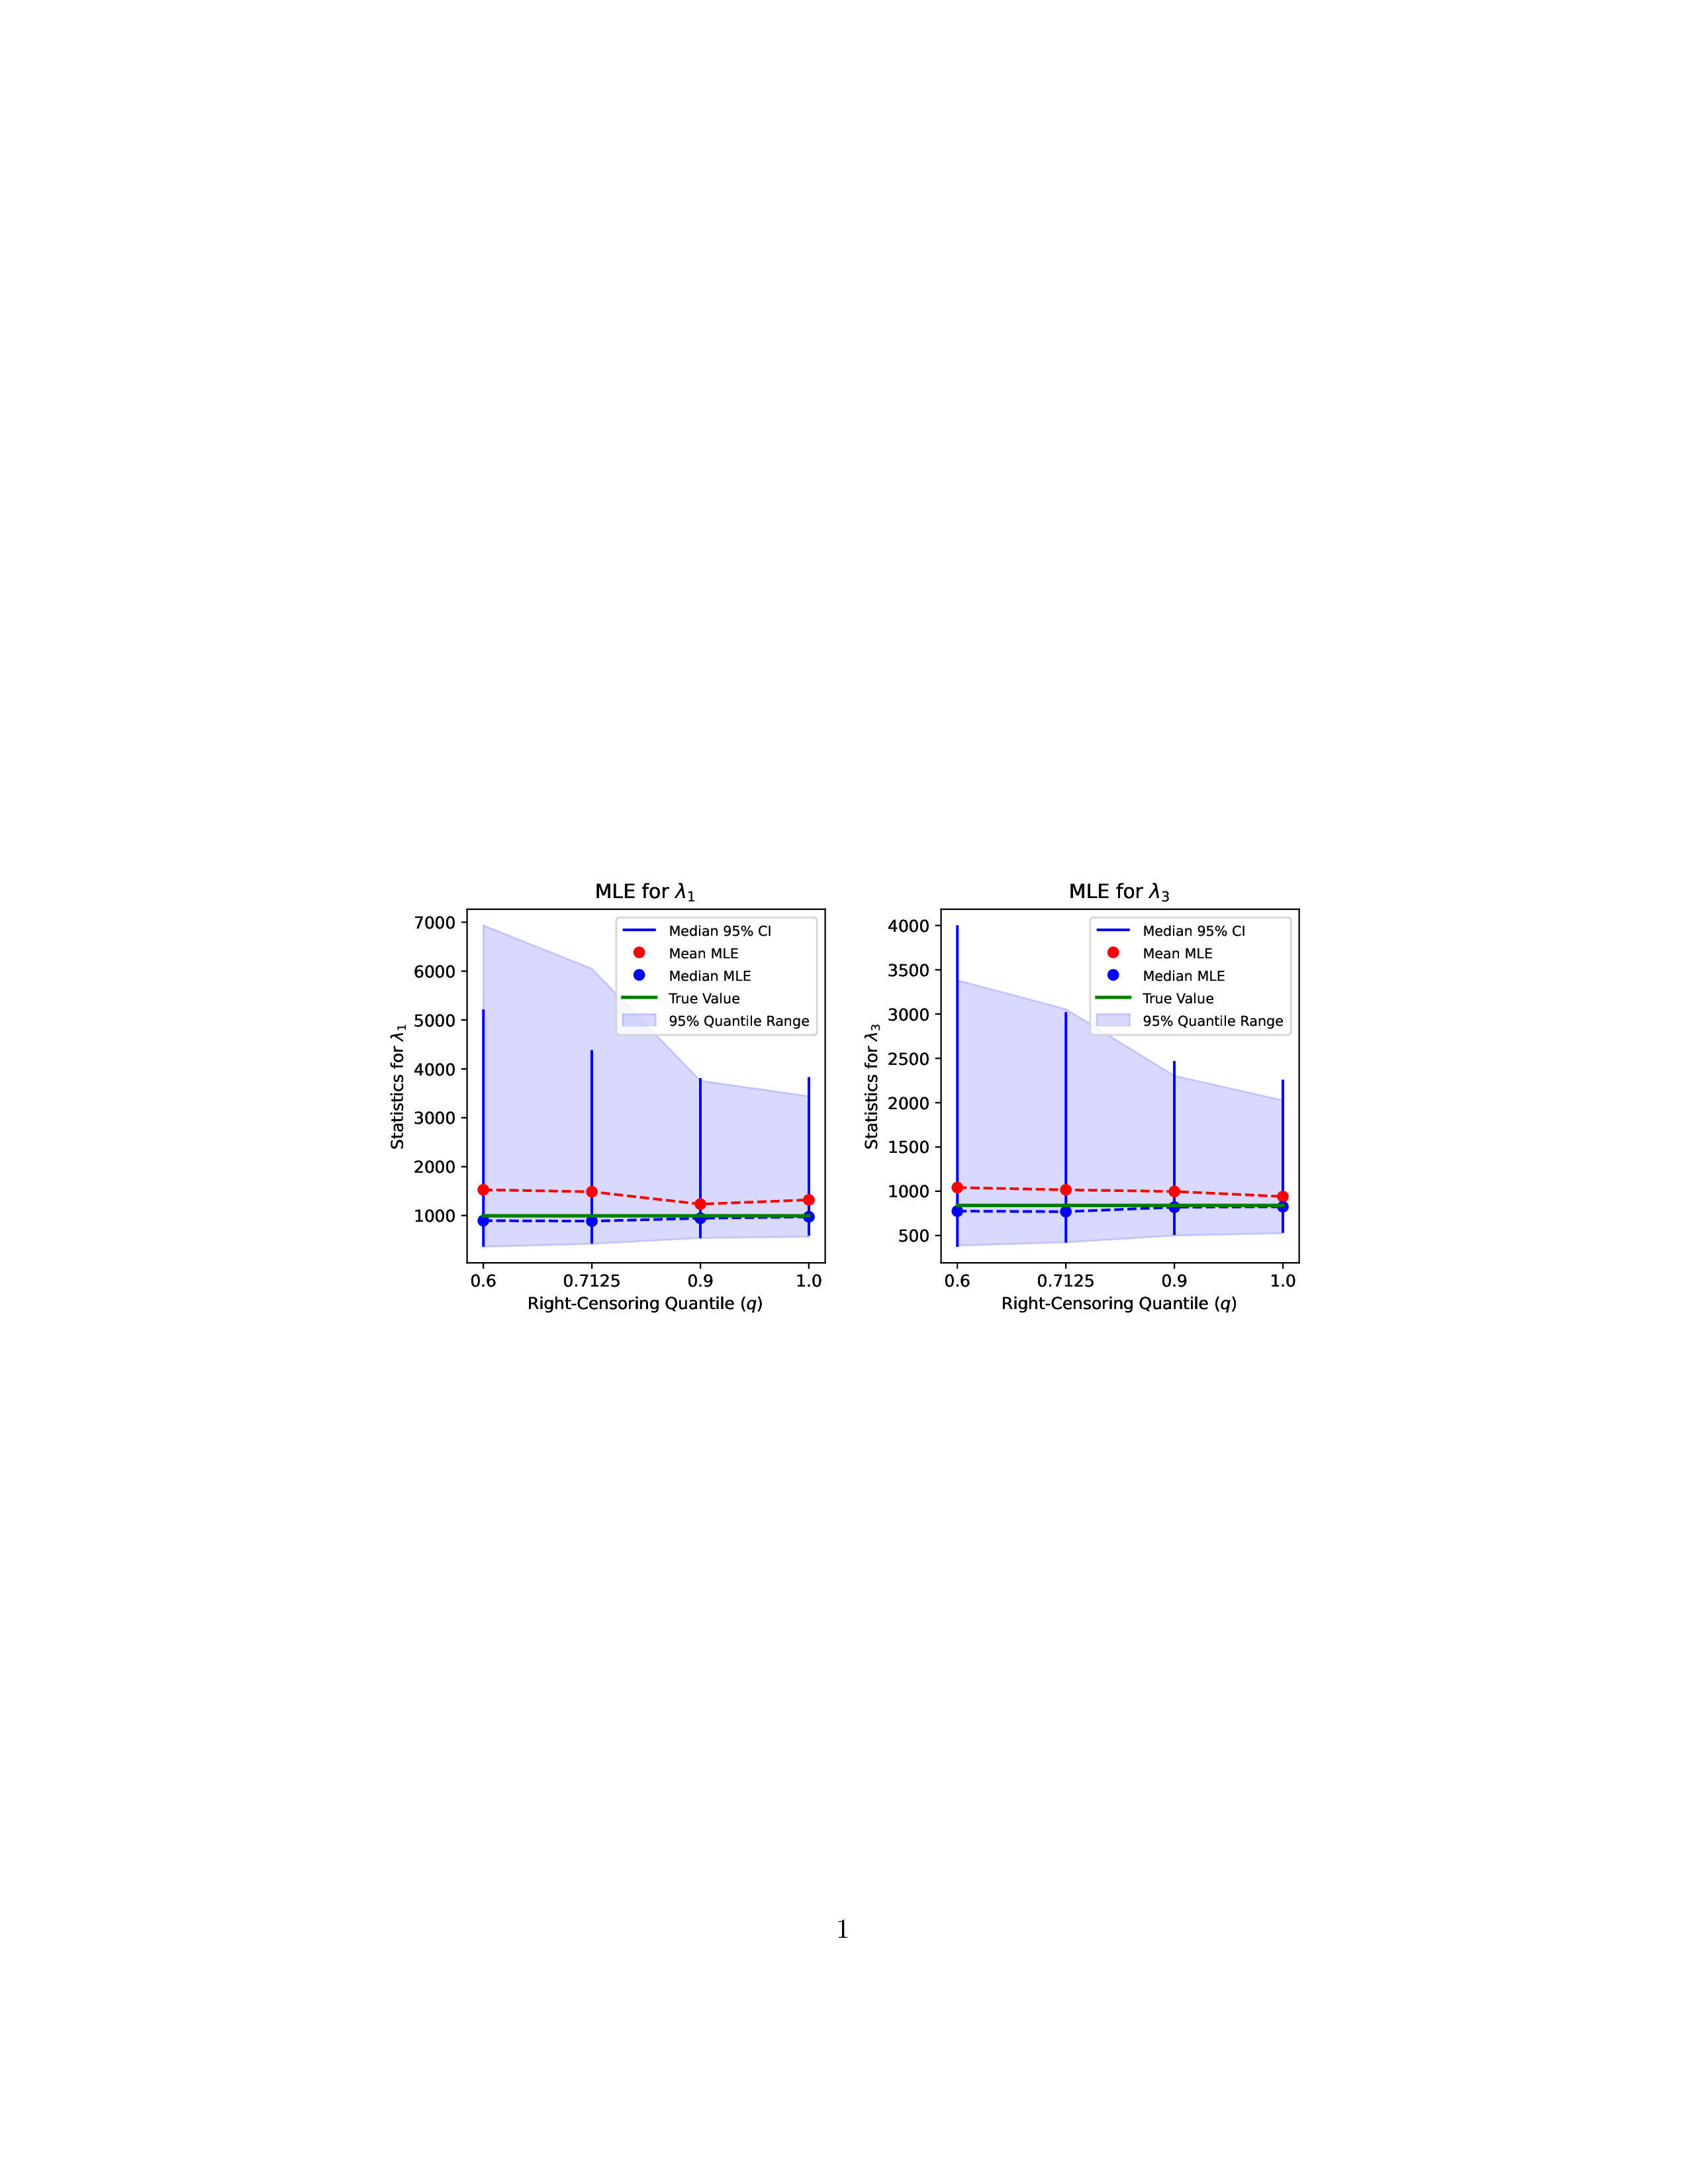 MLE for λ1
7000
6000
5000
4000
3000
2000
1000
Statistics for λ1
Median 95% CI
Mean MLE
Median MLE
True Value
95% Quantile Range
0.6 0.7125 0.9 1.0
Right-Censoring Quantile (q)
MLE for λ3
4000
3500
3000
2500
2000
1500
1000
500
Statistics for λ3
Median 95% CI
Mean MLE
Median MLE
True Value
95% Quantile Range
0.6 0.7125 0.9 1.0
Right-Censoring Quantile (q)
1